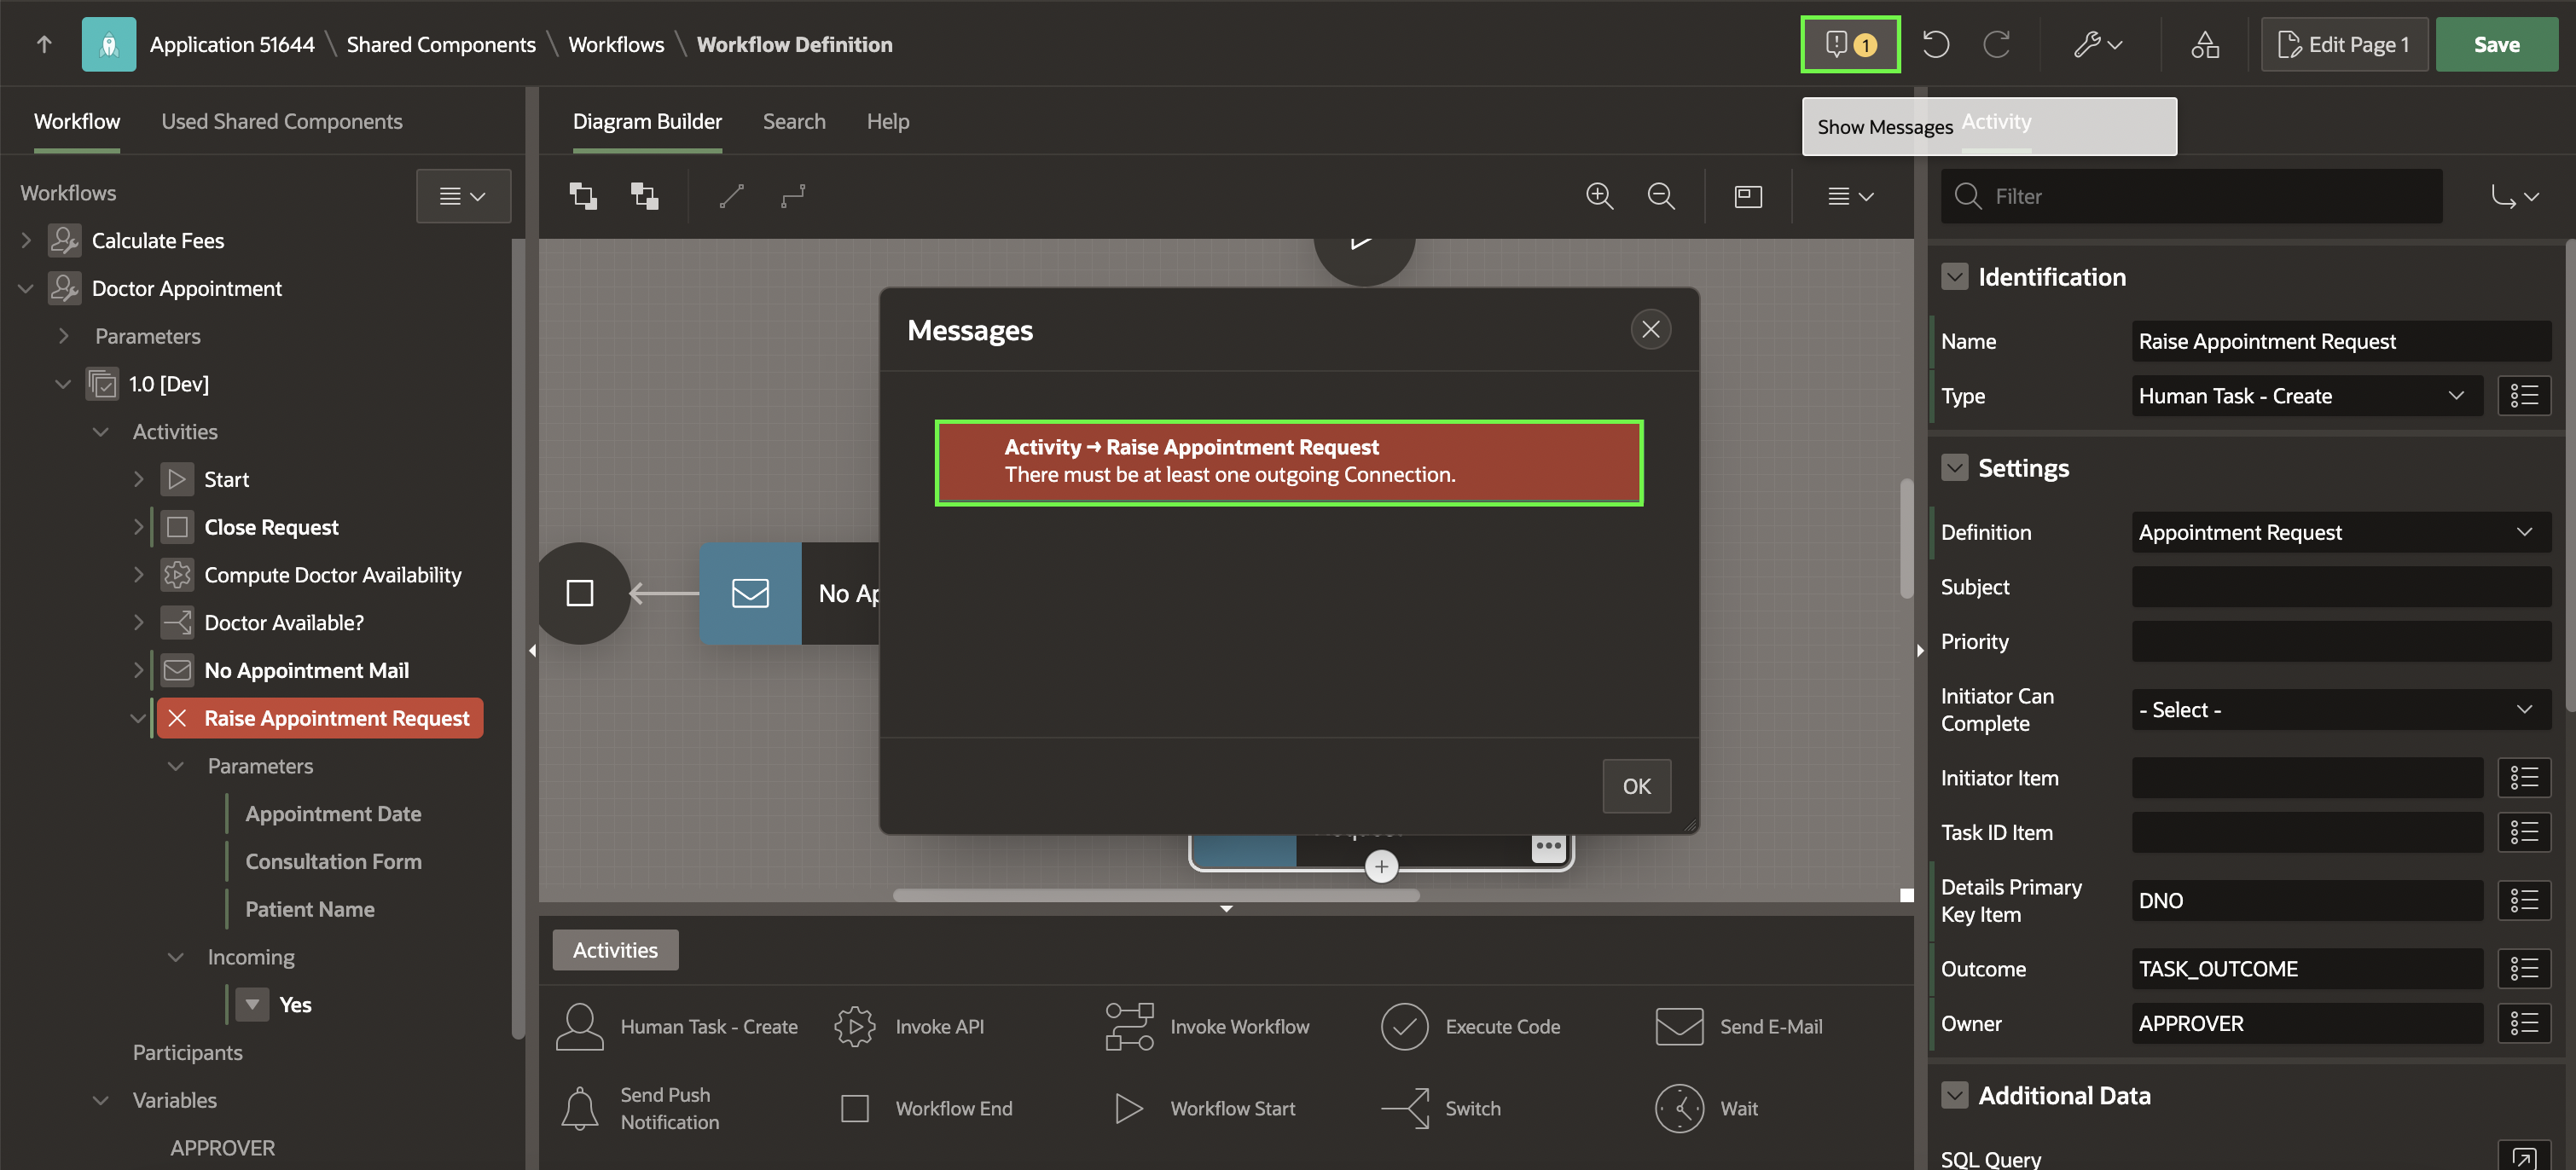 Application 51644 \ Shared Components \ Workflows \ Workflow Definition
1
Edit Page 1
Save
Show Messages
Workflow
Used Shared Components
Diagram Builder
Search
Help
Activity
Workflows
Calculate Fees
Doctor Appointment
Parameters
1.0 [Dev]
Activities
Start
Close Request
Compute Doctor Availability
Doctor Available?
No Appointment Mail
Raise Appointment Request
Parameters
Appointment Date
Consultation Form
Patient Name
Incoming
Yes
Participants
Variables
APPROVER
No Ap
Messages
Activity → Raise Appointment Request
There must be at least one outgoing Connection.
OK
Activities
Human Task - Create
Invoke API
Invoke Workflow
Execute Code
Send E-Mail
Send Push
Notification
Workflow End
Workflow Start
Switch
Wait
Filter
Identification
Name
Raise Appointment Request
Type
Human Task - Create
Settings
Definition
Appointment Request
Subject
Priority
Initiator Can
Complete
- Select -
Initiator Item
Task ID Item
Details Primary
Key Item
DNO
Outcome
TASK_OUTCOME
Owner
APPROVER
Additional Data
SQL Query